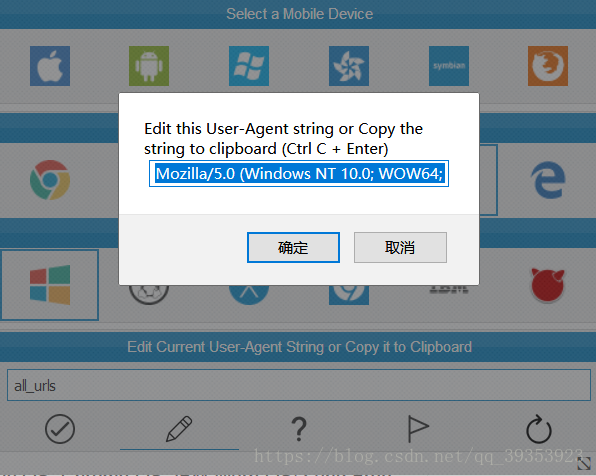 Select a Mobile Device
symbian
Edit this User-Agent string or Copy the
string to clipboard (Ctrl C + Enter)
Mozilla/5.0 (Windows NT 10.0; WOW64;
确定
取消
IBM
Edit Current User-Agent String or Copy it to Clipboard
all_urls
?
https://blog.csdn.net/qq_39353923